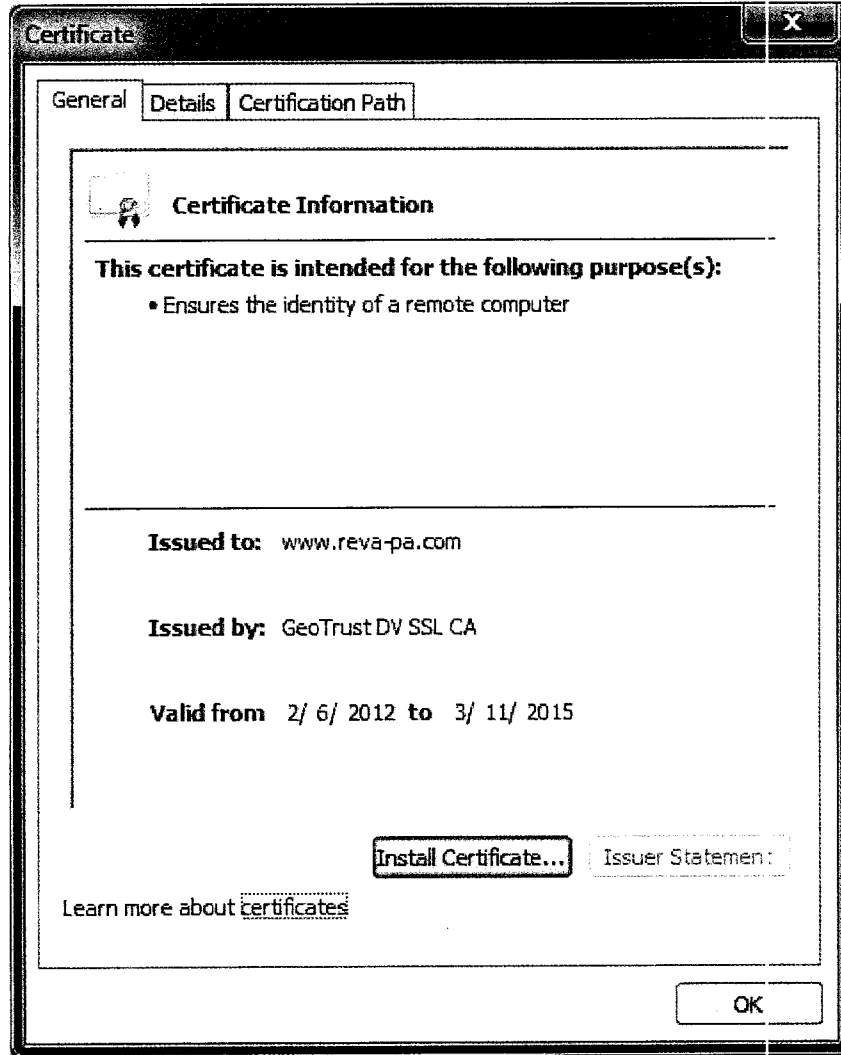 Certificate
X
General Details Certification Path
Certificate Information
This certificate is intended for the following purpose(s):
• Ensures the identity of a remote computer
Issued to: www.reva-pa.com
Issued by: GeoTrust DV SSL CA
Valid from 2/ 6/ 2012 to 3/ 11/ 2015
Install Certificate... Issuer Statement
Learn more about certificates
OK